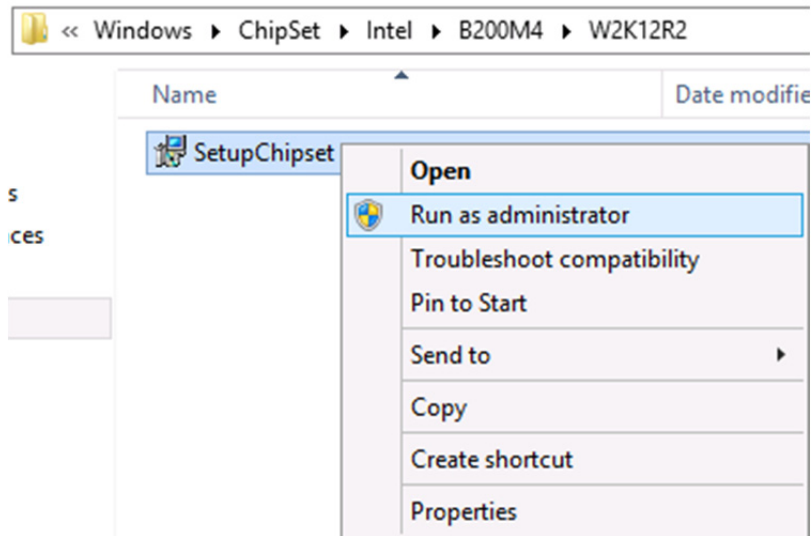 « Windows ▸ ChipSet ▸ Intel ▸ B200M4 ▸ W2K12R2
Name Date modifie
SetupChipset
Open
s
Run as administrator
ces
Troubleshoot compatibility
Pin to Start
Send to
Copy
Create shortcut
Properties